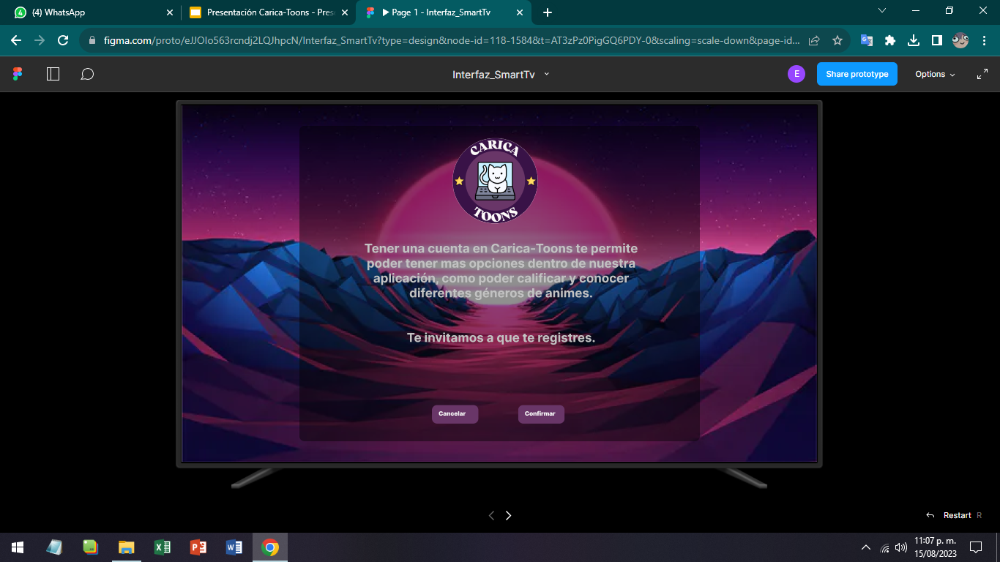 (4) WhatsApp
Presentación Carica-Toons - Pres
▶ Page 1 - Interfaz_SmartTv
figma.com/proto/eJJOIo563rcndj2LQJhpcN/Interfaz_SmartTv?type=design&node-id=118-1584&t=AT3zPz0PigGQ6PDY-0&scaling=scale-down&page-id...
Interfaz_SmartTv
E
Share prototype
Options
CARICA
TOONS
Tener una cuenta en Carica-Toons te permite
poder tener mas opciones dentro de nuestra
aplicación, como poder calificar y conocer
diferentes géneros de animes.
Te invitamos a que te registres.
Cancelar
Confirmar
Restart R
11:07 p. m.
15/08/2023